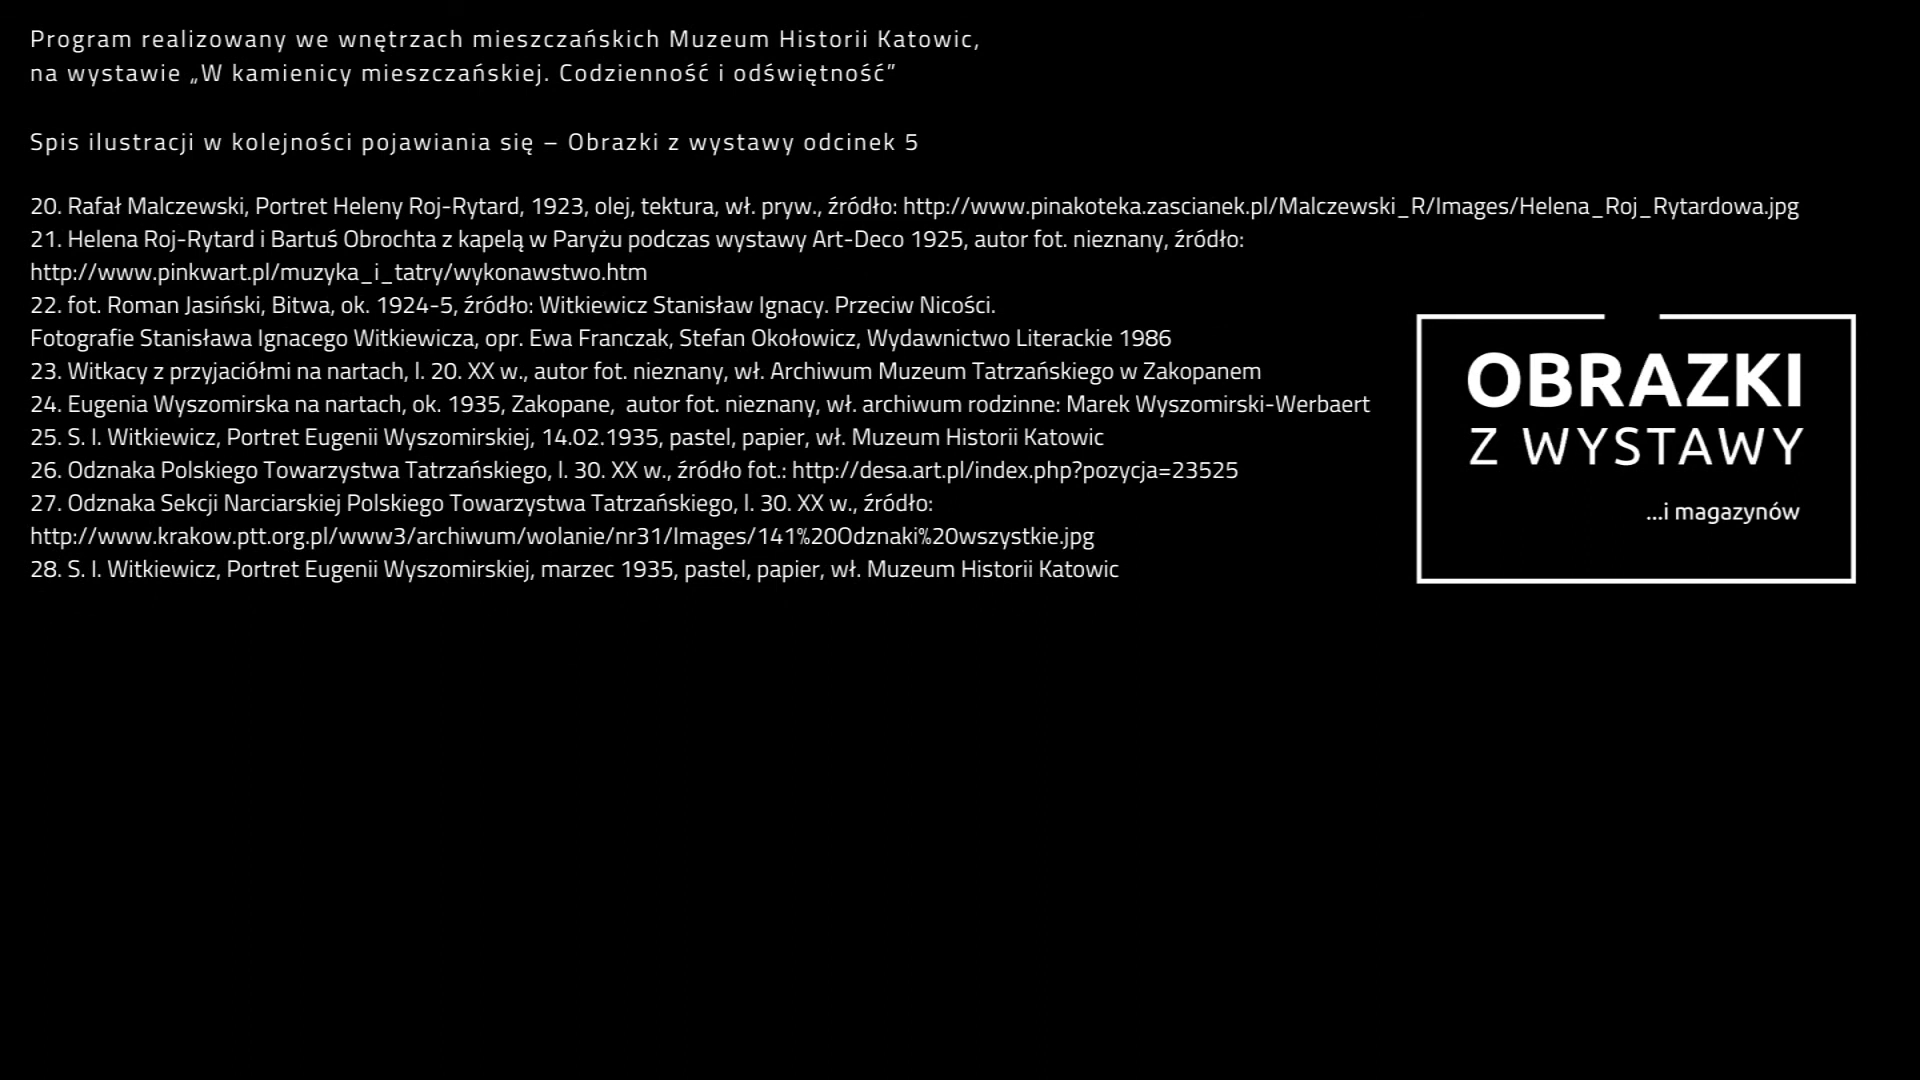 Program realizowany we wnętrzach mieszczańskich Muzeum Historii Katowic,
na wystawie „W kamienicy mieszczańskiej. Codzienność i odświętność”
Spis ilustracji w kolejności pojawiania się – Obrazki z wystawy odcinek 5
20. Rafał Malczewski, Portret Heleny Roj-Rytard, 1923, olej, tektura, wł. pryw., źródło: http://www.pinakoteka.zascianek.pl/Malczewski_R/Images/Helena_Roj_Rytardowa.jpg
21. Helena Roj-Rytard i Bartuś Obrochta z kapelą w Paryżu podczas wystawy Art-Deco 1925, autor fot. nieznany, źródło:
http://www.pinkwart.pl/muzyka_i_tatry/wykonawstwo.htm
22. fot. Roman Jasiński, Bitwa, ok. 1924-5, źródło: Witkiewicz Stanisław Ignacy. Przeciw Nicości.
Fotografie Stanisława Ignacego Witkiewicza, opr. Ewa Franczak, Stefan Okołowicz, Wydawnictwo Literackie 1986
23. Witkacy z przyjaciółmi na nartach, l. 20. XX w., autor fot. nieznany, wł. Archiwum Muzeum Tatrzańskiego w Zakopanem
24. Eugenia Wyszomirska na nartach, ok. 1935, Zakopane,  autor fot. nieznany, wł. archiwum rodzinne: Marek Wyszomirski-Werbaert
25. S. I. Witkiewicz, Portret Eugenii Wyszomirskiej, 14.02.1935, pastel, papier, wł. Muzeum Historii Katowic
26. Odznaka Polskiego Towarzystwa Tatrzańskiego, l. 30. XX w., źródło fot.: http://desa.art.pl/index.php?pozycja=23525
27. Odznaka Sekcji Narciarskiej Polskiego Towarzystwa Tatrzańskiego, l. 30. XX w., źródło:
http://www.krakow.ptt.org.pl/www3/archiwum/wolanie/nr31/Images/141%20Odznaki%20wszystkie.jpg
28. S. I. Witkiewicz, Portret Eugenii Wyszomirskiej, marzec 1935, pastel, papier, wł. Muzeum Historii Katowic
OBRAZKI
Z WYSTAWY
...i magazynów